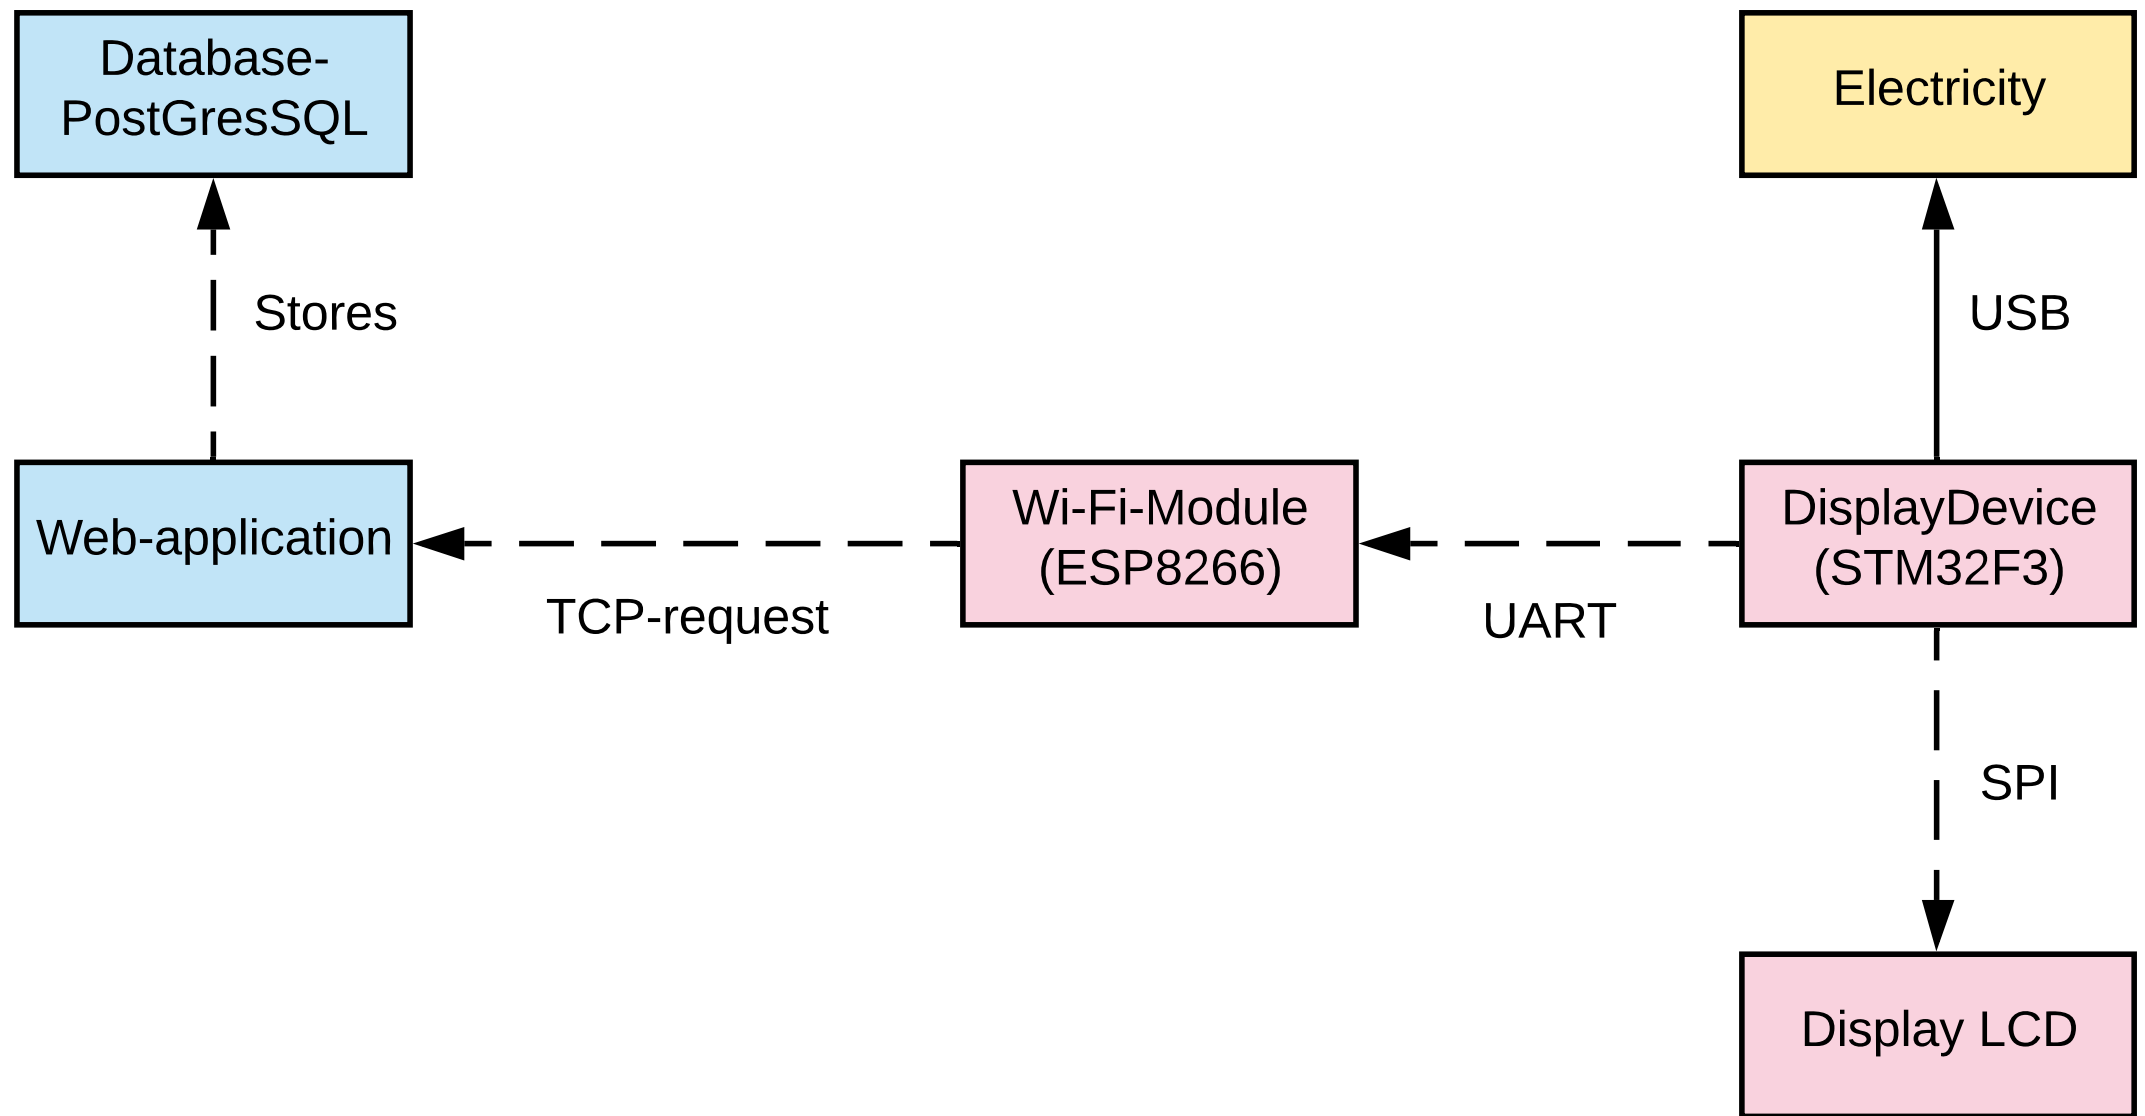 Database-
PostGresSQL
Electricity
Stores
USB
Web-application
Wi-Fi-Module
(ESP8266)
DisplayDevice
(STM32F3)
TCP-request
UART
SPI
Display LCD